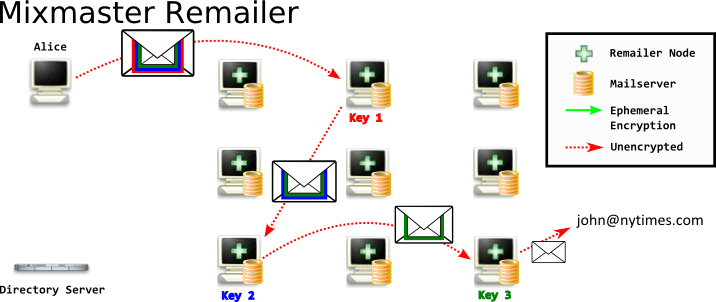 Mixmaster Remailer
Alice
Remailer Node
Mailserver
Ephemeral
Encryption
Unencrypted
Key 1
john@nytimes.com
Directory Server
Key 2
Key 3